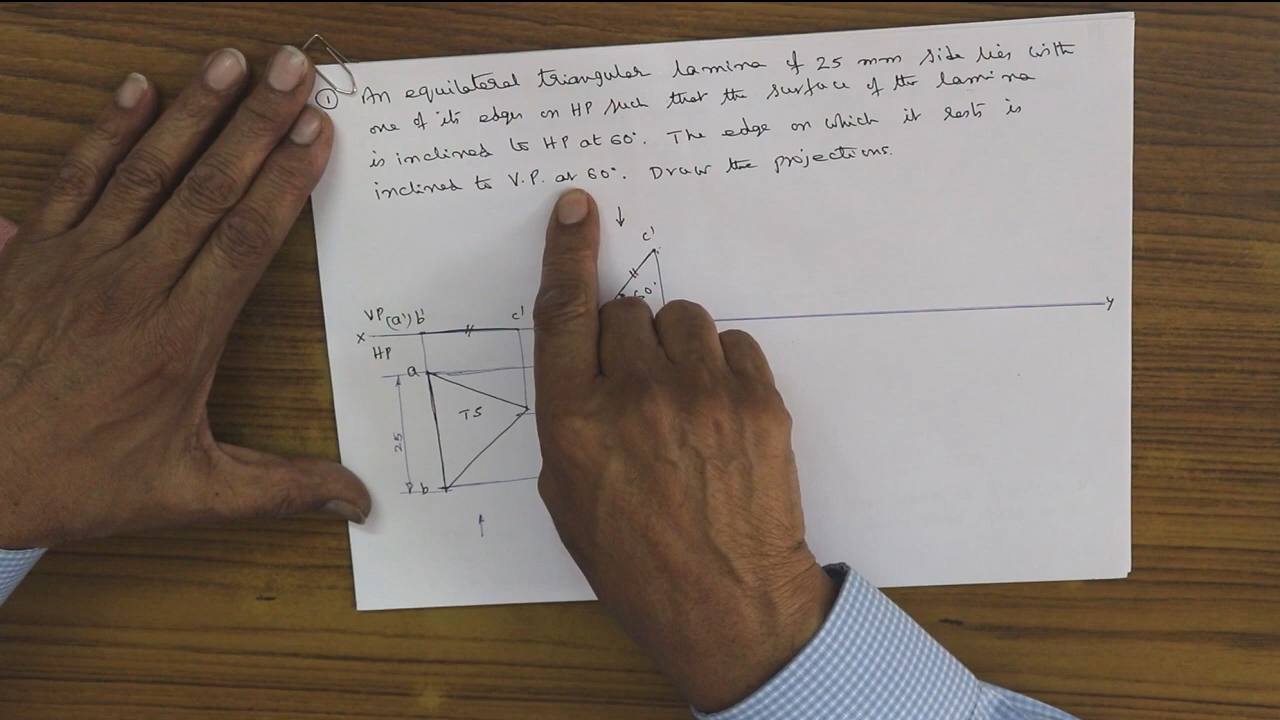 ① An equilateral triangular lamina of 25 mm side lies with
one of its edges on HP such that the surface of the lamina
is inclined to HP at 60°. The edge on which it rests is
inclined to V.P. at 60°. Draw the projections.
c'
60°
VP (a') b' c'
X Y
HP
a
TS
25
b